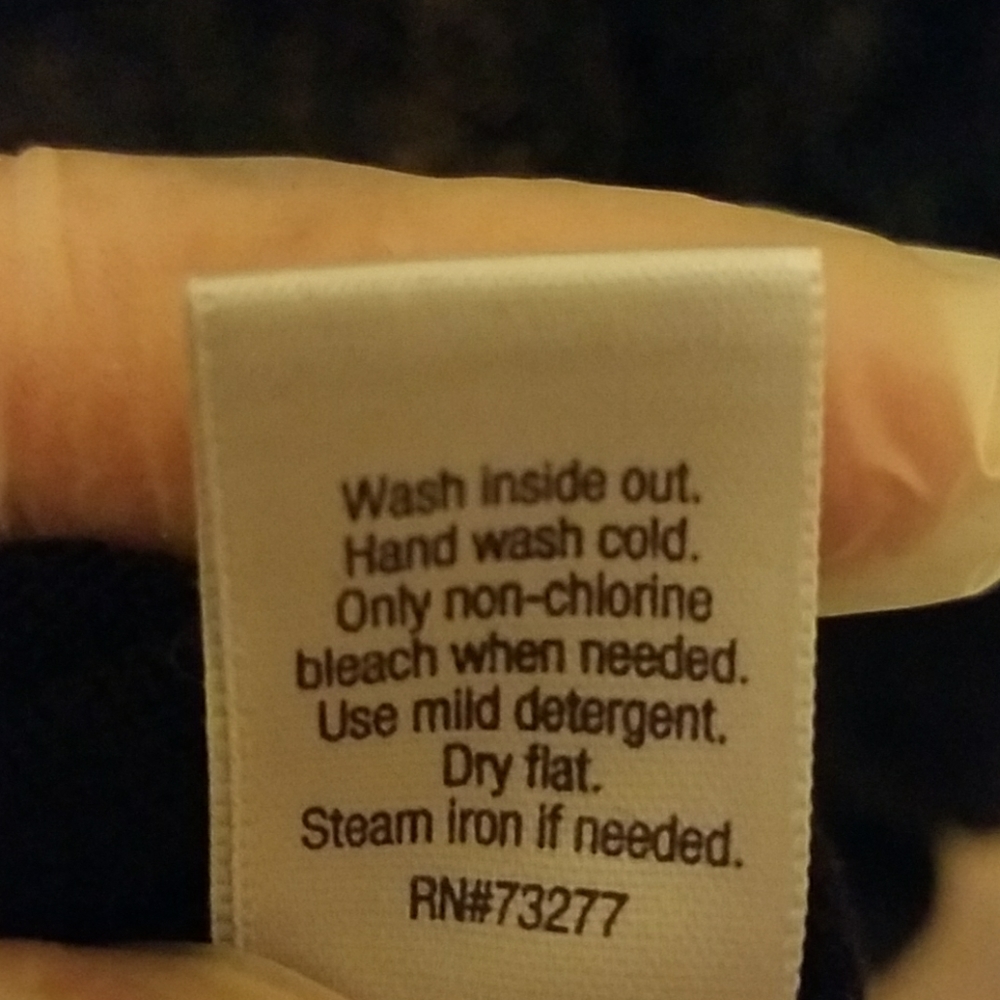 Wash inside out.
Hand wash cold.
Only non-chlorine
bleach when needed.
Use mild detergent.
Dry flat.
Steam iron if needed.
RN#73277